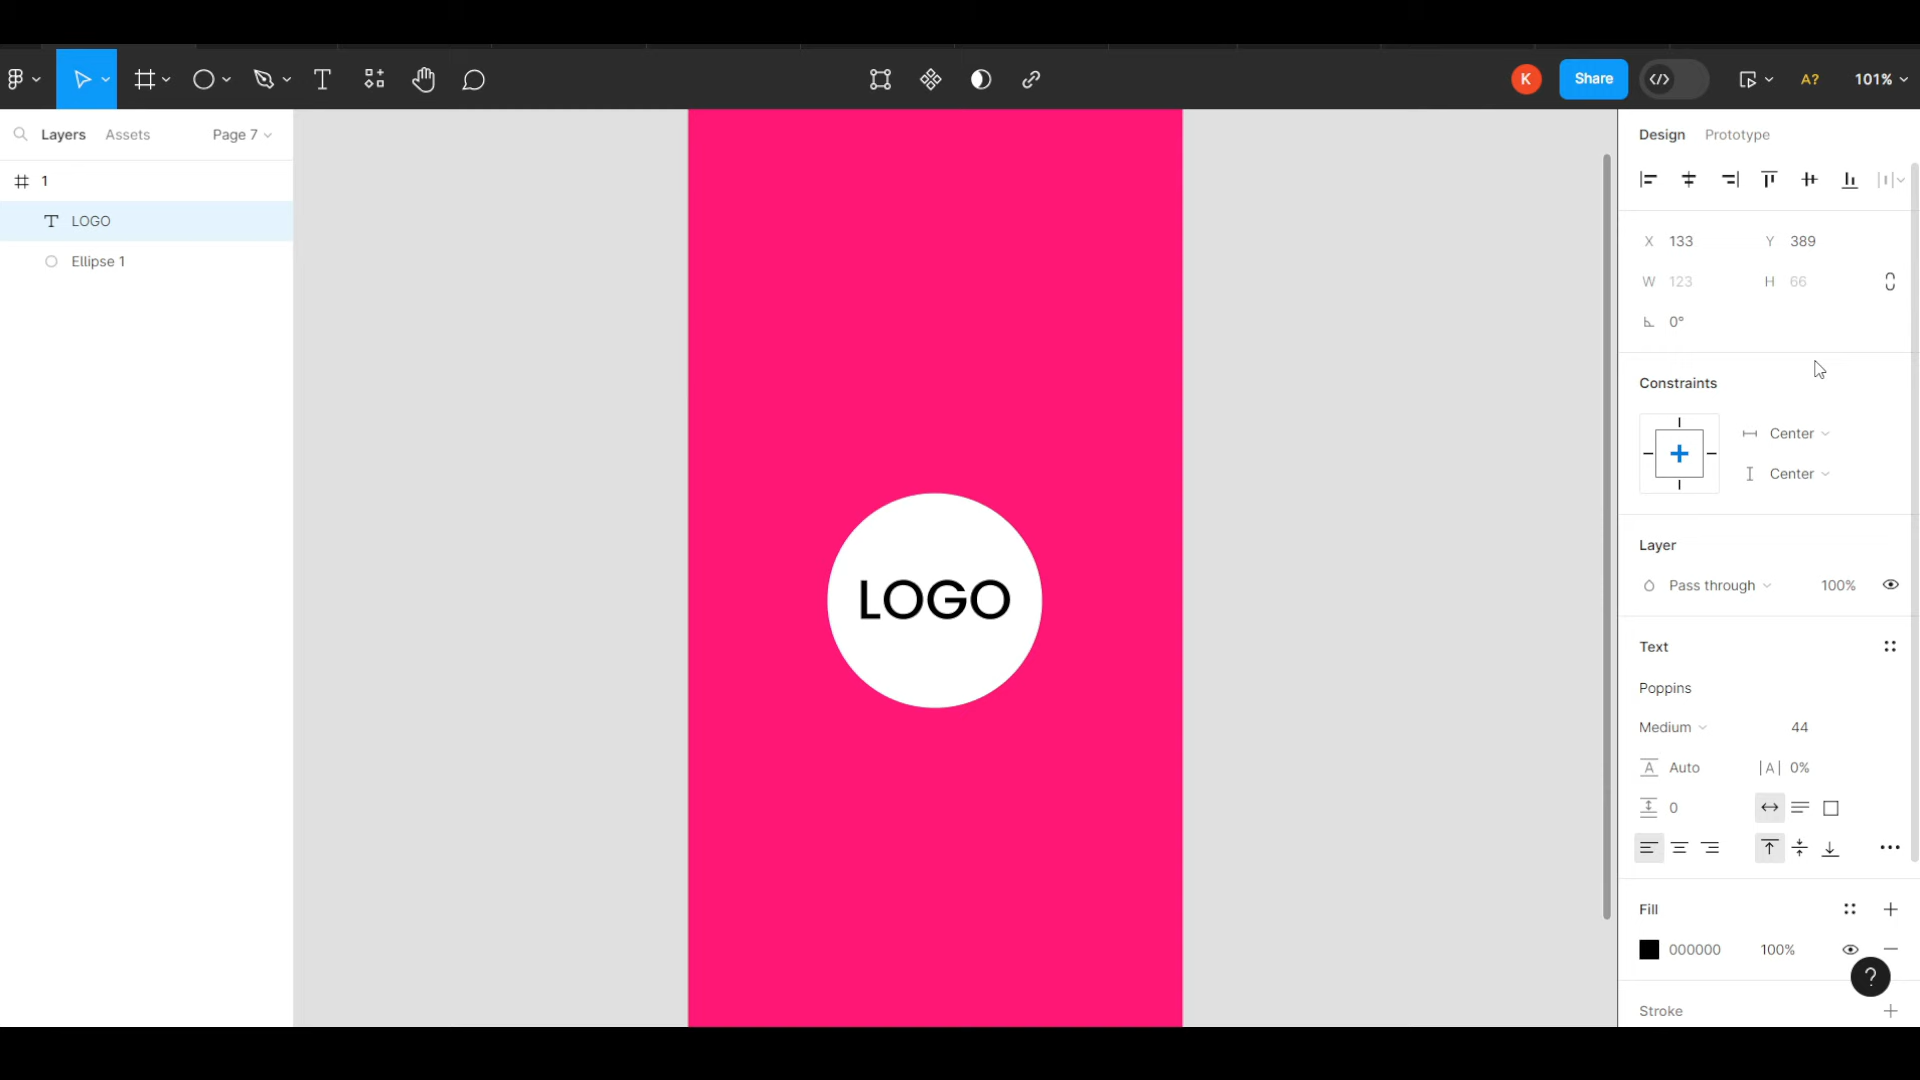 K
Share
A?
101%
Layers
Assets
Page 7
1
LOGO
Ellipse 1
LOGO
Design
Prototype
X 133
Y 389
W 123
H 66
0°
Constraints
Center
Center
Layer
Pass through
100%
Text
Poppins
Medium
44
A Auto
|A| 0%
0
Fill
000000
100%
?
Stroke